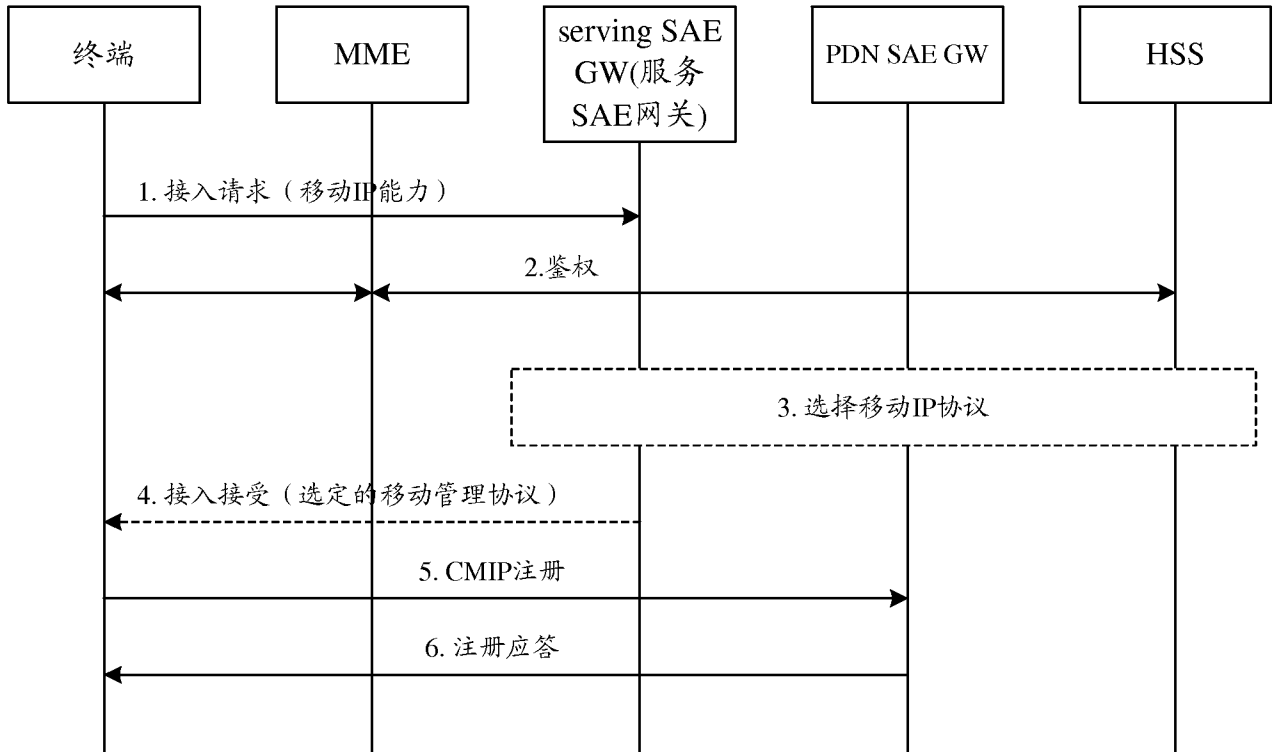 终端
MME
serving SAE
GW(服务
SAE网关)
PDN SAE GW
HSS
1. 接入请求（移动IP能力）
2.鉴权
3. 选择移动IP协议
4. 接入接受（选定的移动管理协议）
5. CMIP注册
6. 注册应答